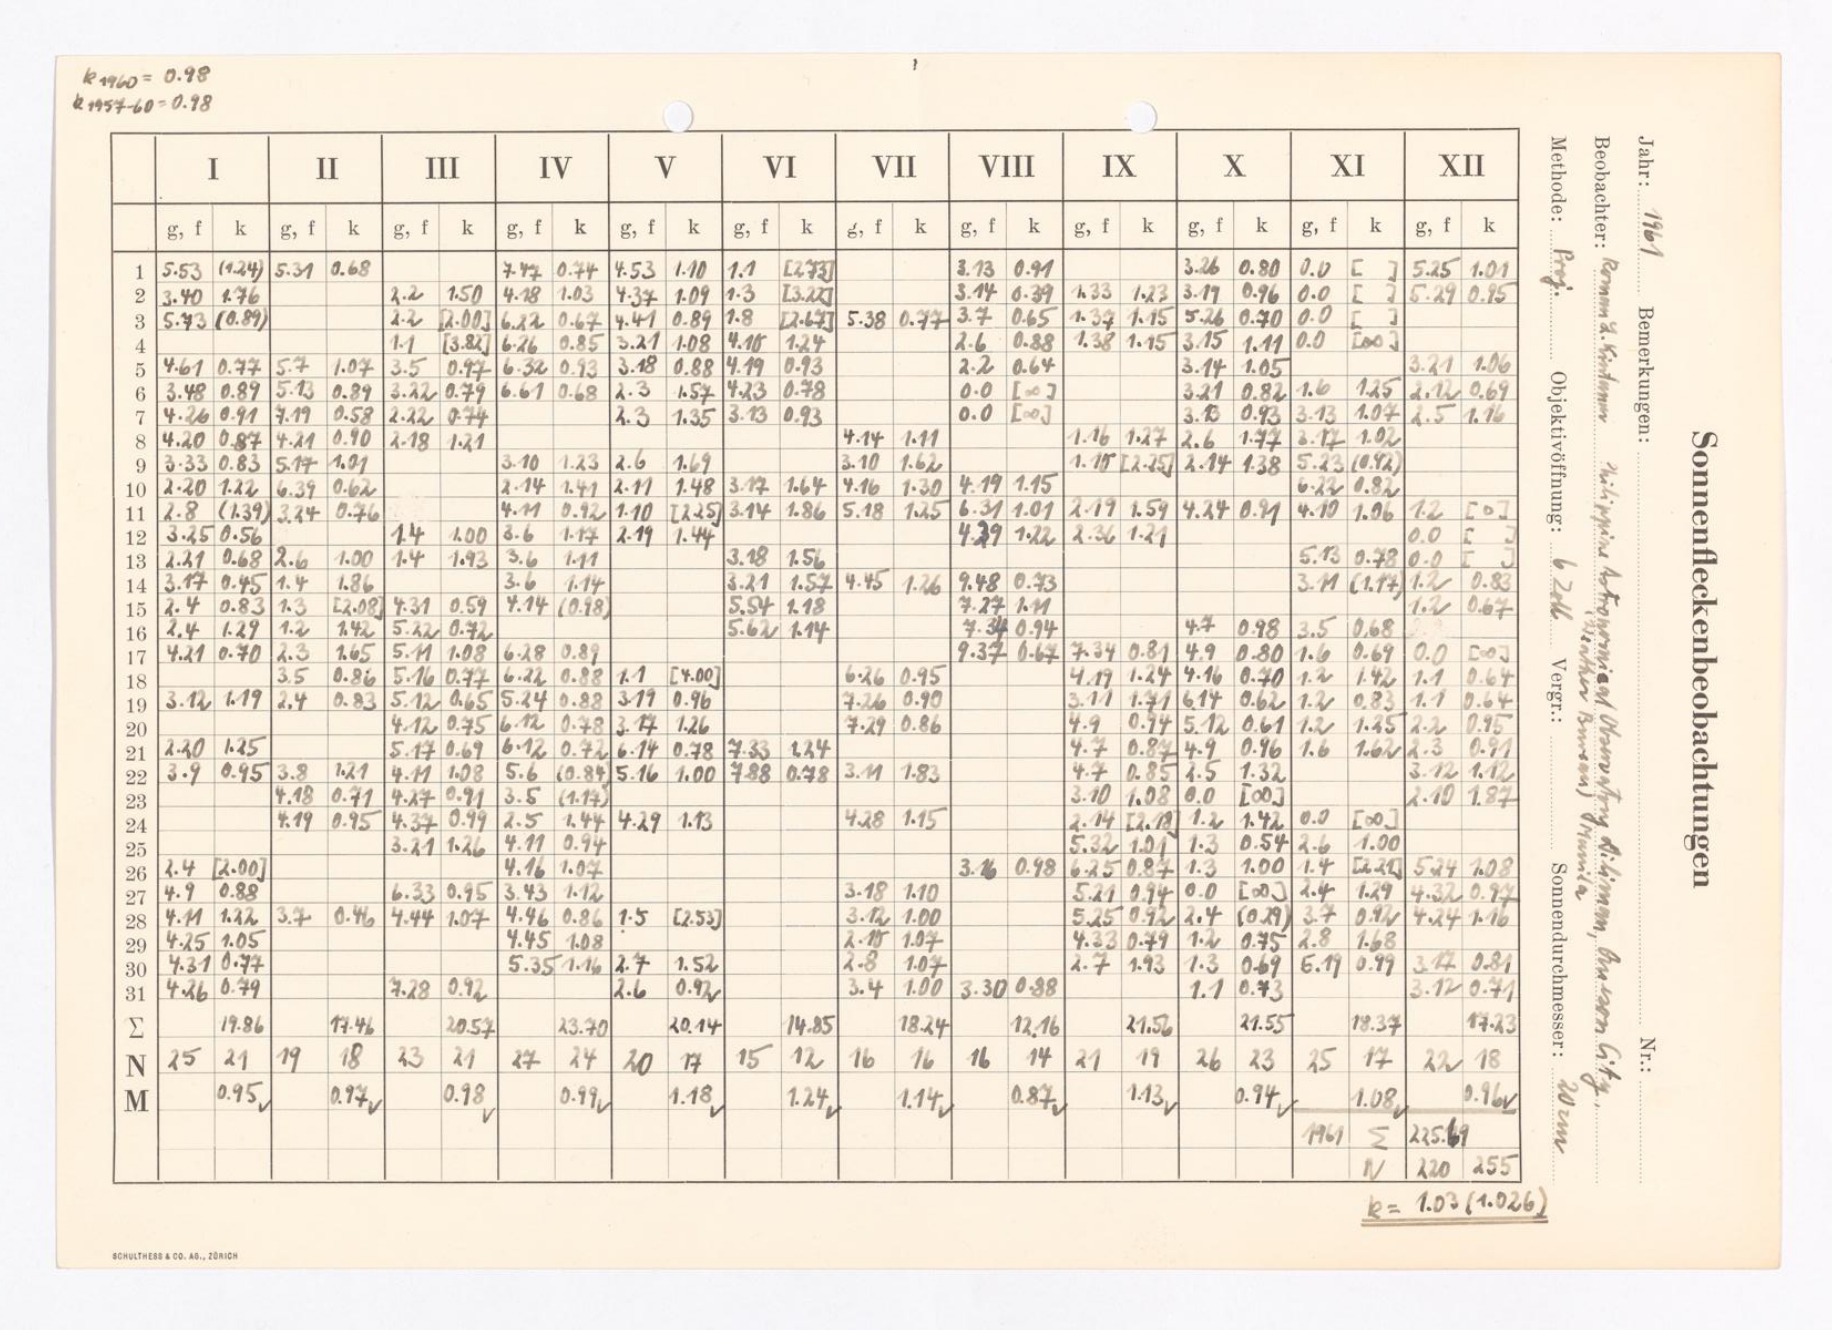 k 1960 = 0.98
k 1957-60 = 0.98
Sonnenfleckenbeobachtungen
Jahr: 1961 Bemerkungen: Nr.:
Beobachter: Roman L. Kintanar Philippine Astronomical Observatory Diliman, Quezon City.
(Weather Bureau) Manila
Methode: Proj. Objektivöffnung: 6 Zoll Vergr.: Sonnendurchmesser: 20 cm
I II III IV V VI VII VIII IX X XI XII
g, f k g, f k g, f k g, f k g, f k g, f k g, f k g, f k g, f k g, f k g, f k g, f k
1 5.53 (1.24) 5.31 0.68 7.47 0.74 4.53 1.10 1.1 [2.73] 3.13 0.91 3.26 0.80 0.0 [ ] 5.25 1.01
2 3.40 1.76 2.2 1.50 4.18 1.03 4.37 1.09 1.3 [3.22] 3.14 0.39 1.33 1.23 3.19 0.96 0.0 [ ] 5.29 0.95
3 5.73 (0.89) 2.2 [2.00] 6.22 0.67 4.41 0.89 1.8 [2.67] 5.38 0.77 3.7 0.65 1.37 1.15 5.26 0.70 0.0 [ ]
4 1.1 [3.82] 6.26 0.85 3.21 1.08 4.15 1.24 2.6 0.88 1.38 1.15 3.15 1.11 0.0 [∞]
5 4.61 0.77 5.7 1.07 3.5 0.97 6.32 0.93 3.18 0.88 4.19 0.93 2.2 0.64 3.14 1.05 3.21 1.06
6 3.48 0.89 5.13 0.89 3.22 0.79 6.61 0.68 2.3 1.57 4.23 0.78 0.0 [∞] 3.21 0.82 1.6 1.25 2.12 0.69
7 4.26 0.91 7.19 0.58 2.22 0.74 2.3 1.35 3.13 0.93 0.0 [∞] 3.13 0.93 3.13 1.07 2.5 1.16
8 4.20 0.87 4.21 0.90 2.18 1.21 4.14 1.11 1.16 1.27 2.6 1.77 3.17 1.02
9 3.33 0.83 5.17 1.01 3.10 1.23 2.6 1.69 3.10 1.62 1.15 [2.25] 2.14 1.38 5.23 (0.92)
10 2.20 1.22 6.39 0.62 2.14 1.41 2.11 1.48 3.17 1.64 4.16 1.30 4.19 1.15 6.22 0.82
11 2.8 (1.39) 3.24 0.76 4.11 0.92 1.10 [2.25] 3.14 1.86 5.18 1.25 6.31 1.01 2.19 1.59 4.24 0.91 4.10 1.06 1.2 [0]
12 3.25 0.56 1.4 1.00 3.6 1.17 2.19 1.44 4.29 1.22 2.36 1.21 0.0 [ ]
13 2.21 0.68 2.6 1.00 1.4 1.93 3.6 1.11 3.18 1.56 5.13 0.78 0.0 [ ]
14 3.17 0.45 1.4 1.86 3.6 1.14 3.21 1.57 4.45 1.26 9.48 0.73 3.11 (1.17) 1.2 0.83
15 2.4 0.83 1.3 [2.08] 4.31 0.59 4.14 (0.98) 5.54 1.18 7.27 1.11 1.2 0.67
16 2.4 1.29 1.2 1.42 5.22 0.72 5.62 1.14 7.34 0.94 4.7 0.98 3.5 0.68
17 4.21 0.70 2.3 1.65 5.11 1.08 6.28 0.89 9.37 0.67 7.34 0.81 4.9 0.80 1.6 0.69 0.0 [∞]
18 3.5 0.86 5.16 0.77 6.22 0.88 1.1 [4.00] 6.26 0.95 4.19 1.24 4.16 0.70 1.2 1.42 1.1 0.64
19 3.12 1.19 2.4 0.83 5.12 0.65 5.24 0.88 3.19 0.96 7.26 0.90 3.11 1.71 6.14 0.62 1.2 0.83 1.1 0.64
20 4.12 0.75 6.12 0.78 3.17 1.26 7.29 0.86 4.9 0.94 5.12 0.61 1.2 1.25 2.2 0.95
21 2.20 1.25 5.17 0.69 6.12 0.72 6.14 0.78 7.33 1.24 4.7 0.87 4.9 0.96 1.6 1.62 2.3 0.91
22 3.9 0.95 3.8 1.21 4.11 1.08 5.6 (0.84) 5.16 1.00 7.88 0.78 3.11 1.83 4.7 0.85 2.5 1.32 3.12 1.12
23 4.18 0.71 4.27 0.91 3.5 (1.17) 3.10 1.08 0.0 [∞] 2.10 1.87
24 4.19 0.95 4.37 0.99 2.5 1.44 4.29 1.13 4.28 1.15 2.14 [2.18] 1.2 1.42 0.0 [∞]
25 3.21 1.26 4.11 0.94 5.32 1.01 1.3 0.54 2.6 1.00
26 2.4 [2.00] 4.16 1.07 3.16 0.98 6.25 0.87 1.3 1.00 1.4 [2.21] 5.24 1.08
27 4.9 0.88 6.33 0.95 3.43 1.12 3.18 1.10 5.21 0.94 0.0 [∞] 2.4 1.29 4.32 0.97
28 4.11 1.22 3.7 0.46 4.44 1.07 4.46 0.86 1.5 [2.53] 3.12 1.00 5.25 0.92 2.4 (0.29) 3.7 0.92 4.24 1.16
29 4.25 1.05 4.45 1.08 2.15 1.07 4.33 0.79 1.2 0.75 2.8 1.68
30 4.31 0.77 5.35 1.16 2.7 1.52 2.8 1.07 2.7 1.93 1.3 0.69 5.19 0.99 3.17 0.81
31 4.26 0.79 7.28 0.92 2.6 0.92 3.4 1.00 3.30 0.88 1.1 0.73 3.12 0.71
Σ 19.86 17.46 20.57 23.70 20.14 14.85 18.24 12.16 21.56 21.55 18.37 17.23
N 25 21 19 18 23 21 27 24 20 17 15 12 16 16 16 14 21 19 26 23 25 17 22 18
M 0.95 0.97 0.98 0.99 1.18 1.24 1.14 0.87 1.13 0.94 1.08 0.96
1961 Σ 225.69
N 220 255
k = 1.03 (1.026)
SCHULTHESS & CO. AG., ZÜRICH